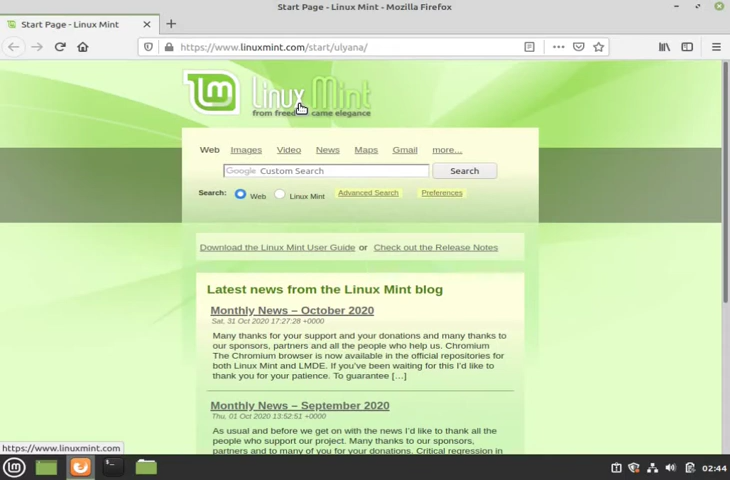 Start Page - Linux Mint - Mozilla Firefox
Start Page - Linux Mint
https://www.linuxmint.com/start/ulyana/
Linux Mint
from freed came elegance
Web Images Video News Maps Gmail more...
Google Custom Search Search
Search: Web Linux Mint Advanced Search Preferences
Download the Linux Mint User Guide or Check out the Release Notes
Latest news from the Linux Mint blog
Monthly News – October 2020
Sat, 31 Oct 2020 17:27:28 +0000
Many thanks for your support and your donations and many thanks to
our sponsors, partners and all the people who help us. Chromium
The Chromium browser is now available in the official repositories for
both Linux Mint and LMDE. If you've been waiting for this I'd like to
thank you for your patience. To guarantee […]
Monthly News – September 2020
Thu, 01 Oct 2020 13:52:51 +0000
As usual and before we get on with the news I'd like to thank all the
people who support our project. Many thanks to our sponsors,
partners and to many of you for your donations. Critical regression in
https://www.linuxmint.com
02:44